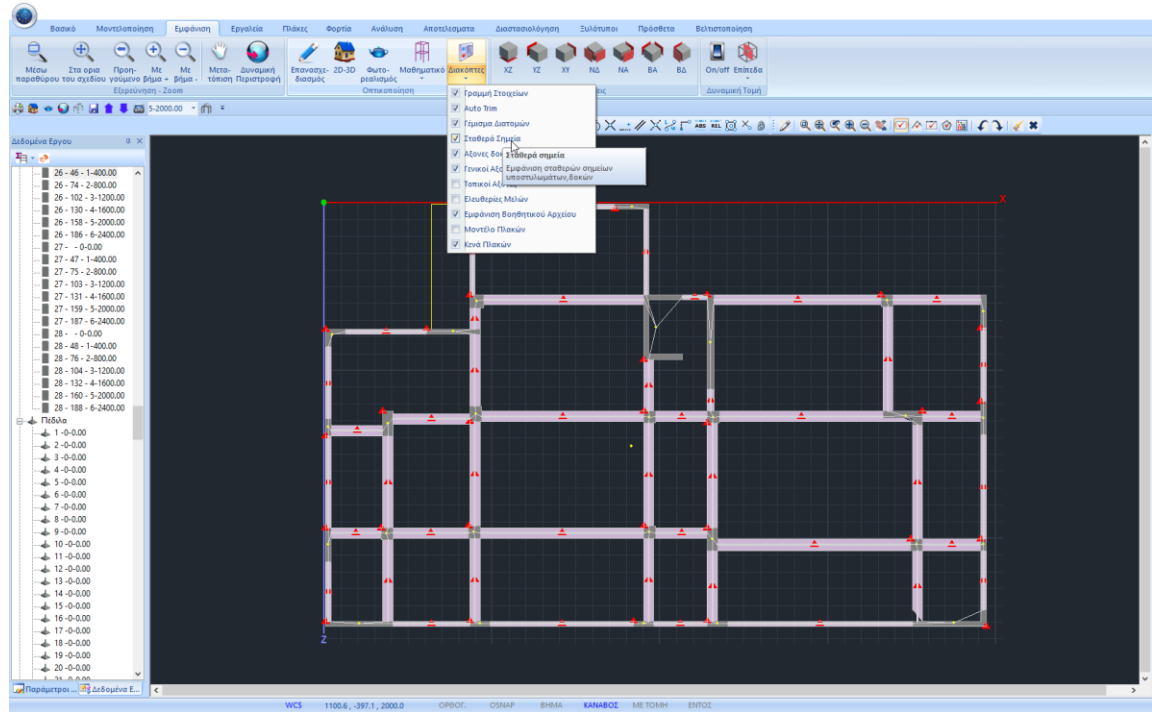 Βασικό Μοντελοποίηση Εμφάνιση Εργαλεία Πλάκες Φορτία Ανάλυση Αποτελέσματα Διαστασιολόγηση Ξυλότυποι Πρόσθετα Βελτιστοποίηση
Μέσω Στα ορια Προη- Με Με Μετα- Δυναμική Επανασχε- 2D-3D Φωτο- Μαθηματικό Διακόπτες XZ YZ XY ΝΔ ΝΑ ΒΑ ΒΔ On/off Επίπεδα
παραθύρου του σχεδίου γούμενο βήμα + βήμα - τόπιση Περιστροφή διασμός ρεαλισμός
Εξερεύνηση - Zoom Οπτικοποίηση εις Δυναμική Τομή
5-2000.00
Γραμμή Στοιχείων
Auto Trim
Γέμισμα Διατομών
Σταθερά Σημεία
Αξονες δοκ
Γενικοί Αξο
Τοπικοί Αξονες
Ελευθερίες Μελών
Εμφάνιση Βοηθητικού Αρχείου
Μοντέλο Πλακών
Κενά Πλακών
Σταθερά σημεία
Εμφάνιση σταθερών σημείων
υποστυλωμάτων,δοκών
ABS REL
Δεδομένα Εργου
26 - 46 - 1-400.00
26 - 74 - 2-800.00
26 - 102 - 3-1200.00
26 - 130 - 4-1600.00
26 - 158 - 5-2000.00
26 - 186 - 6-2400.00
27 - - 0-0.00
27 - 47 - 1-400.00
27 - 75 - 2-800.00
27 - 103 - 3-1200.00
27 - 131 - 4-1600.00
27 - 159 - 5-2000.00
27 - 187 - 6-2400.00
28 - - 0-0.00
28 - 48 - 1-400.00
28 - 76 - 2-800.00
28 - 104 - 3-1200.00
28 - 132 - 4-1600.00
28 - 160 - 5-2000.00
28 - 188 - 6-2400.00
Πέδιλα
1 -0-0.00
2 -0-0.00
3 -0-0.00
4 -0-0.00
5 -0-0.00
6 -0-0.00
7 -0-0.00
8 -0-0.00
9 -0-0.00
10 -0-0.00
11 -0-0.00
12 -0-0.00
13 -0-0.00
14 -0-0.00
15 -0-0.00
16 -0-0.00
17 -0-0.00
18 -0-0.00
19 -0-0.00
20 -0-0.00
X
Z
Παράμετροι ... Δεδομένα Ε...
WCS 1100.6 , -397.1 , 2000.0 ΟΡΘΟΓ. OSNAP ΒΗΜΑ ΚΑΝΑΒΟΣ ΜΕ ΤΟΜΗ ΕΝΤΟΣ